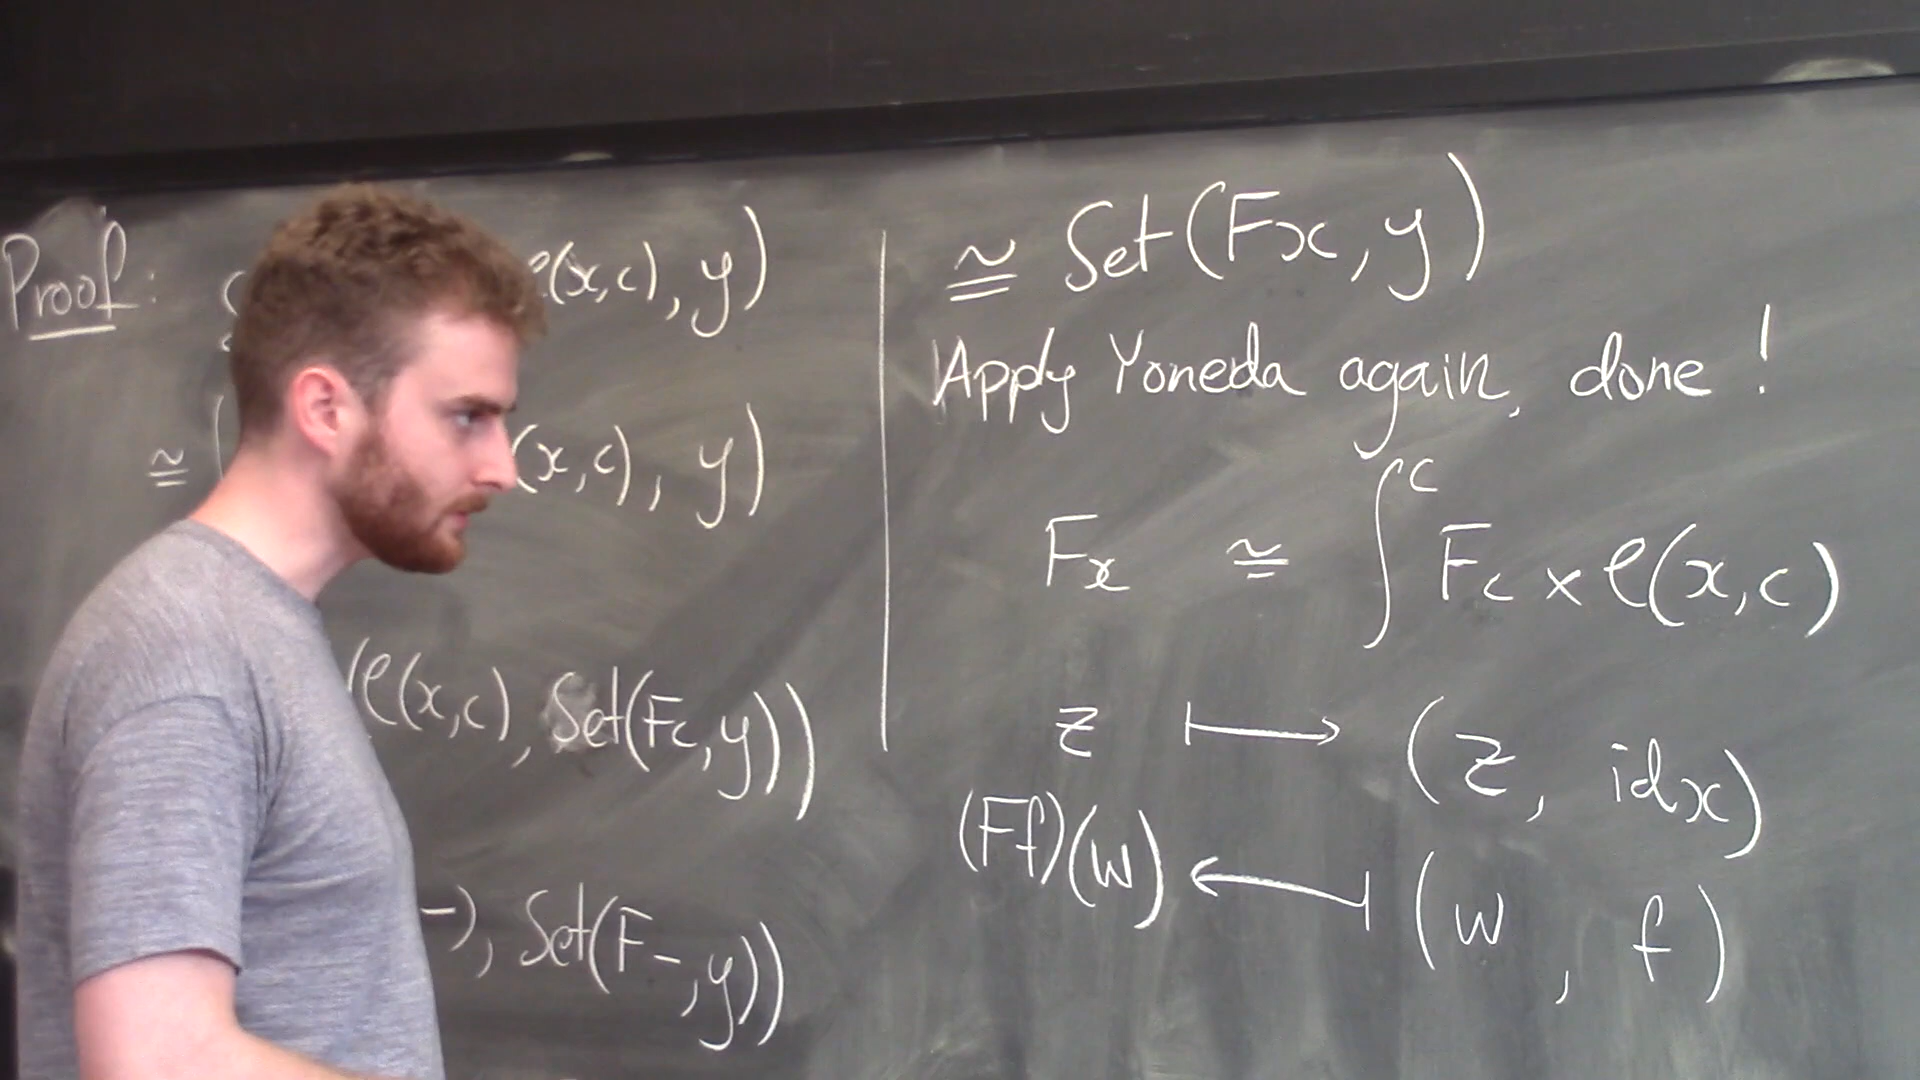 Proof: 𝒞(x,c), y)
≅ (x,c), y)
(𝒞(x,c), Set(Fc,y))
-), Set(F-,y))
≅ Set(Fx, y)
Apply Yoneda again, done!
Fx ≅ ∫^c Fc × 𝒞(x,c)
z ↦ (z, idx)
(Ff)(w) ↤ (w, f)